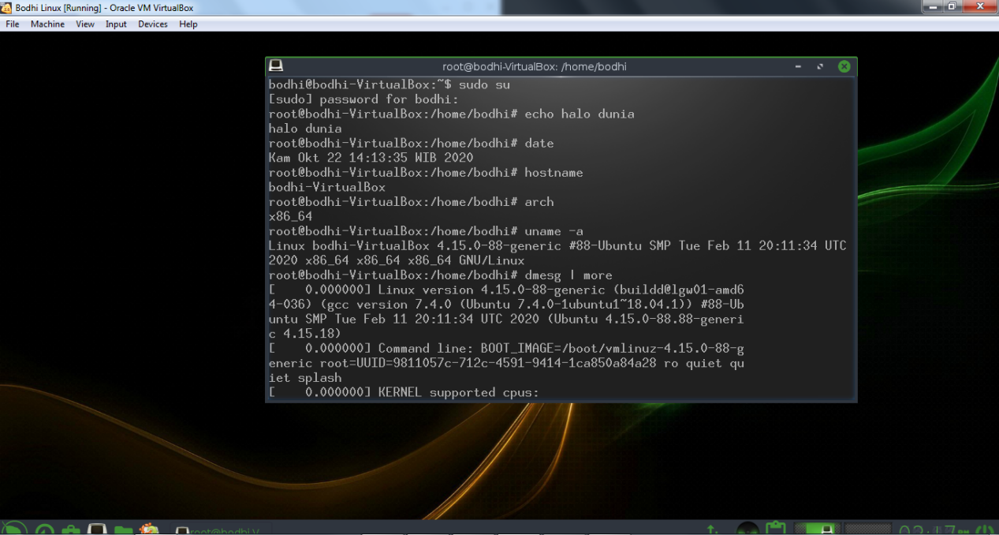 Bodhi Linux [Running] - Oracle VM VirtualBox
File Machine View Input Devices Help
root@bodhi-VirtualBox: /home/bodhi
bodhi@bodhi-VirtualBox:~$ sudo su
[sudo] password for bodhi:
root@bodhi-VirtualBox:/home/bodhi# echo halo dunia
halo dunia
root@bodhi-VirtualBox:/home/bodhi# date
Kam Okt 22 14:13:35 WIB 2020
root@bodhi-VirtualBox:/home/bodhi# hostname
bodhi-VirtualBox
root@bodhi-VirtualBox:/home/bodhi# arch
x86_64
root@bodhi-VirtualBox:/home/bodhi# uname -a
Linux bodhi-VirtualBox 4.15.0-88-generic #88-Ubuntu SMP Tue Feb 11 20:11:34 UTC
2020 x86_64 x86_64 x86_64 GNU/Linux
root@bodhi-VirtualBox:/home/bodhi# dmesg | more
[    0.000000] Linux version 4.15.0-88-generic (buildd@lgw01-amd6
4-036) (gcc version 7.4.0 (Ubuntu 7.4.0-1ubuntu1~18.04.1)) #88-Ub
untu SMP Tue Feb 11 20:11:34 UTC 2020 (Ubuntu 4.15.0-88.88-generi
c 4.15.18)
[    0.000000] Command line: BOOT_IMAGE=/boot/vmlinuz-4.15.0-88-g
eneric root=UUID=9811057c-712c-4591-9414-1ca850a84a28 ro quiet qu
iet splash
[    0.000000] KERNEL supported cpus:
root@bodhi-V